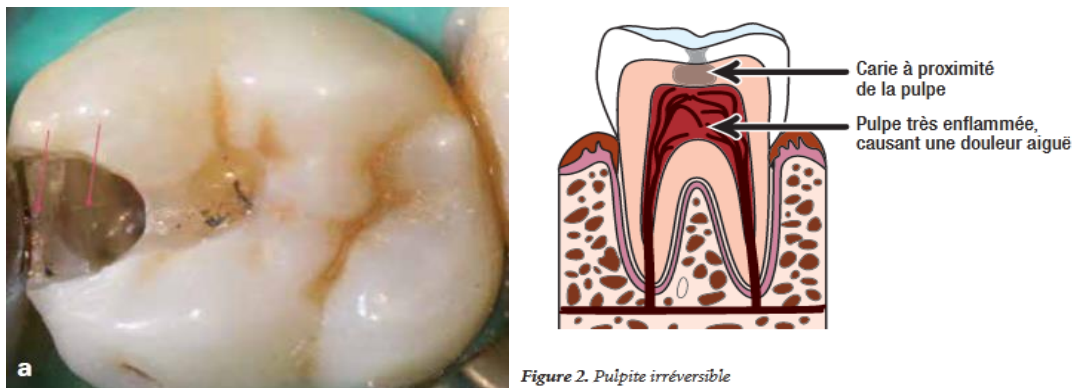 a
Carie à proximité
de la pulpe
Pulpe très enflammée,
causant une douleur aiguë
Figure 2. Pulpite irréversible